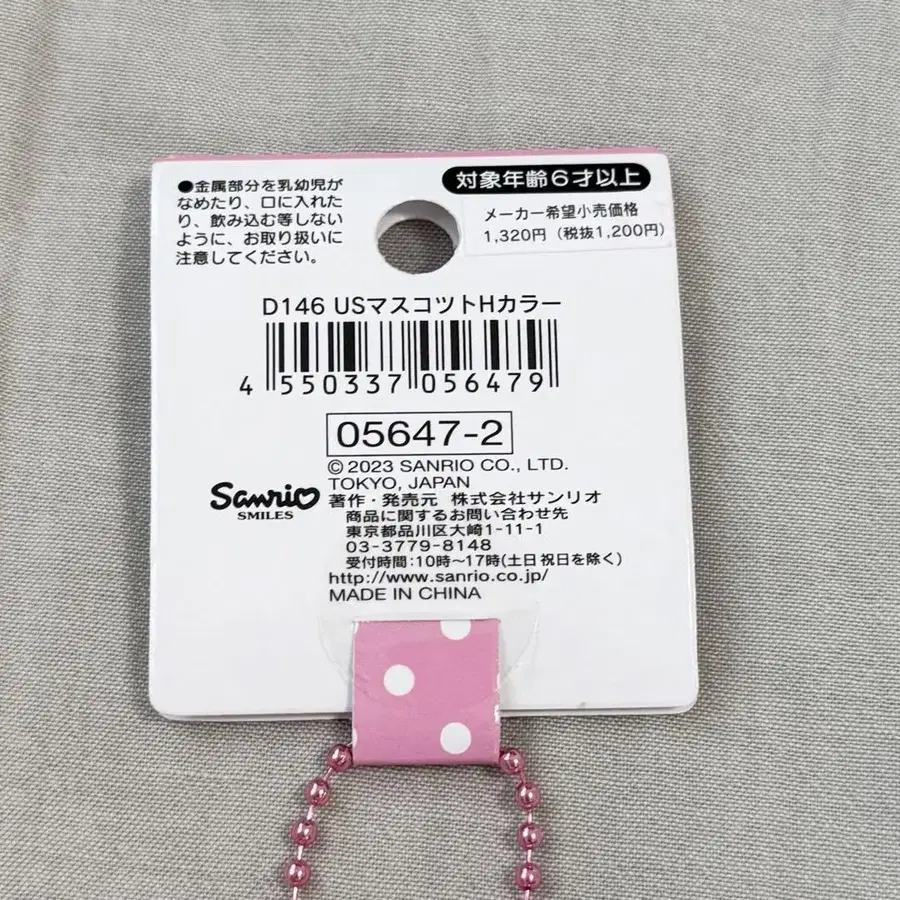 ●金属部分を乳幼児が
なめたり、口に入れた
り、飲み込む等しない
ように、お取り扱いに
注意してください。
対象年齢6才以上
メーカー希望小売価格
1,320円（税抜1,200円）
D146 USマスコツトHカラー
4 550337 056479
05647-2
© 2023 SANRIO CO., LTD.
TOKYO, JAPAN
Sanrio
SMILES
著作・発売元 株式会社サンリオ
商品に関するお問い合わせ先
東京都品川区大崎1-11-1
03-3779-8148
受付時間：10時〜17時(土日祝日を除く)
http://www.sanrio.co.jp/
MADE IN CHINA